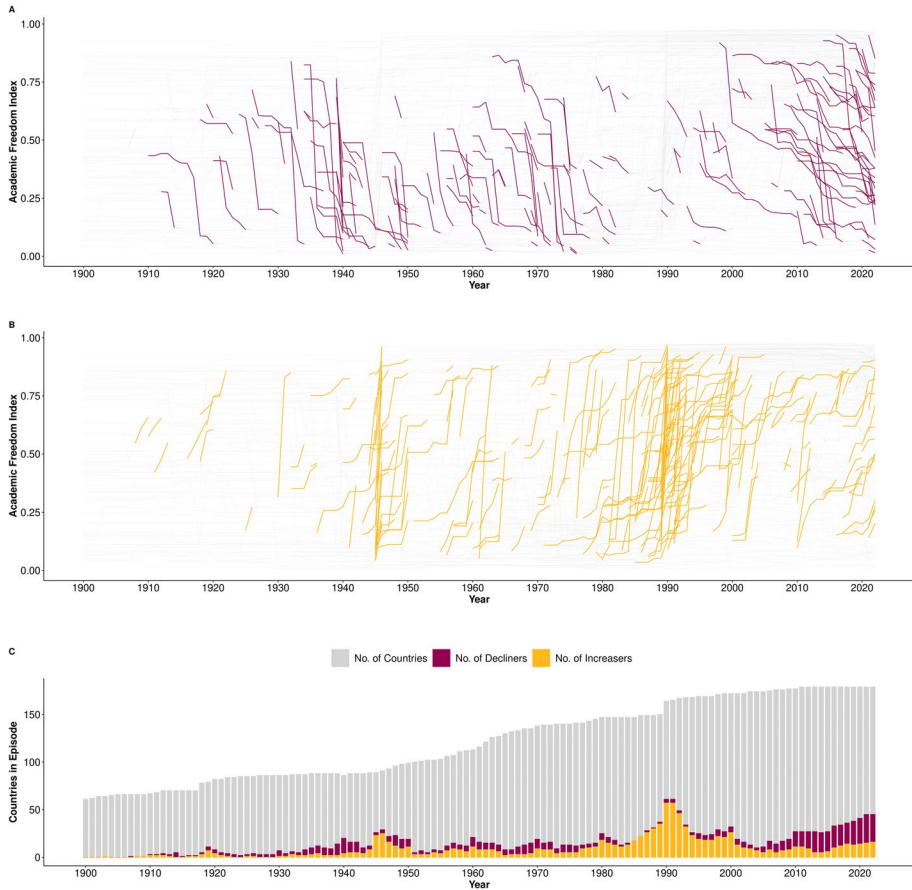 A
1.00
0.75
0.50
0.25
0.00
Academic Freedom Index
1900 1910 1920 1930 1940 1950 1960 1970 1980 1990 2000 2010 2020
Year
B
1.00
0.75
0.50
0.25
0.00
Academic Freedom Index
1900 1910 1920 1930 1940 1950 1960 1970 1980 1990 2000 2010 2020
Year
C
No. of Countries No. of Decliners No. of Increasers
150
100
50
0
Countries in Episode
1900 1910 1920 1930 1940 1950 1960 1970 1980 1990 2000 2010 2020
Year